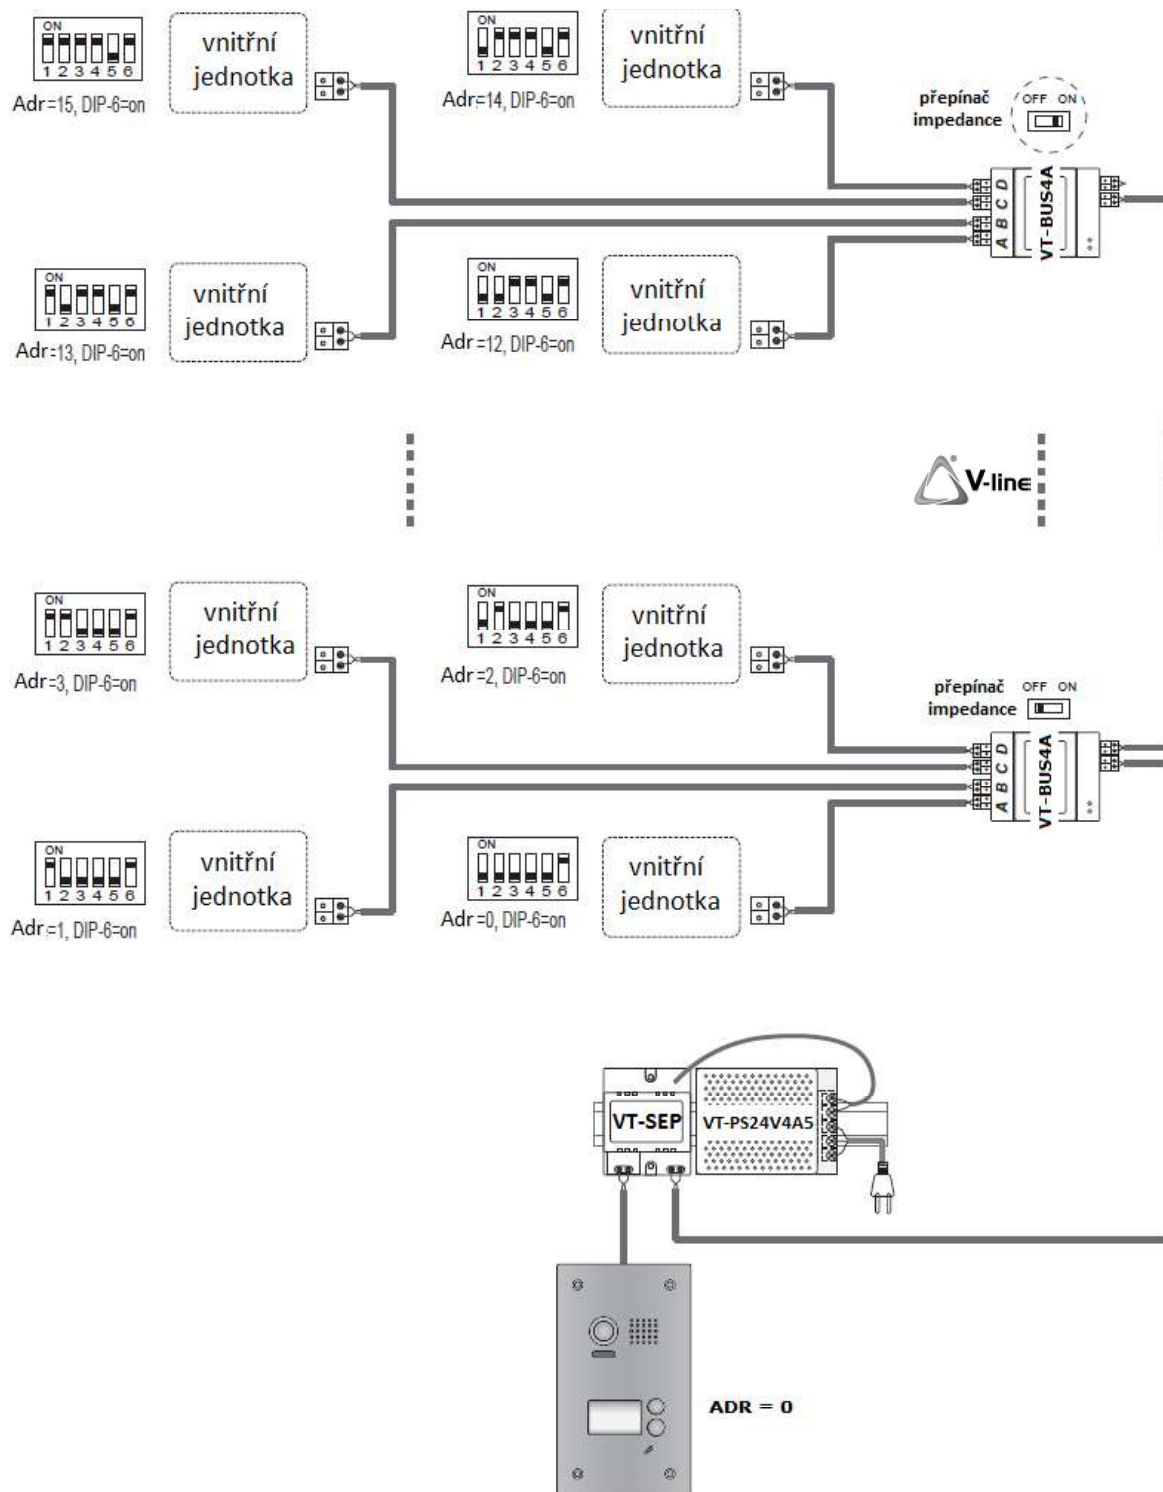 ON
1 2 3 4 5 6
Adr=15, DIP-6=on
vnitřní
jednotka
ON
1 2 3 4 5 6
Adr=14, DIP-6=on
vnitřní
jednotka
přepínač
impedance
OFF ON
D
C
B
A
VT-BUS4A
ON
1 2 3 4 5 6
Adr=13, DIP-6=on
vnitřní
jednotka
ON
1 2 3 4 5 6
Adr=12, DIP-6=on
vnitřní
jednotka
V-line
ON
1 2 3 4 5 6
Adr=3, DIP-6=on
vnitřní
jednotka
ON
1 2 3 4 5 6
Adr=2, DIP-6=on
vnitřní
jednotka
přepínač
impedance
OFF ON
D
C
B
A
VT-BUS4A
ON
1 2 3 4 5 6
Adr=1, DIP-6=on
vnitřní
jednotka
ON
1 2 3 4 5 6
Adr=0, DIP-6=on
vnitřní
jednotka
VT-SEP
VT-PS24V4A5
ADR = 0